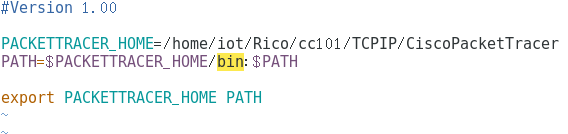 #Version 1.00
PACKETTRACER_HOME=/home/iot/Rico/cc101/TCPIP/CiscoPacketTracer
PATH=$PACKETTRACER_HOME/bin:$PATH
export PACKETTRACER_HOME PATH
~
~